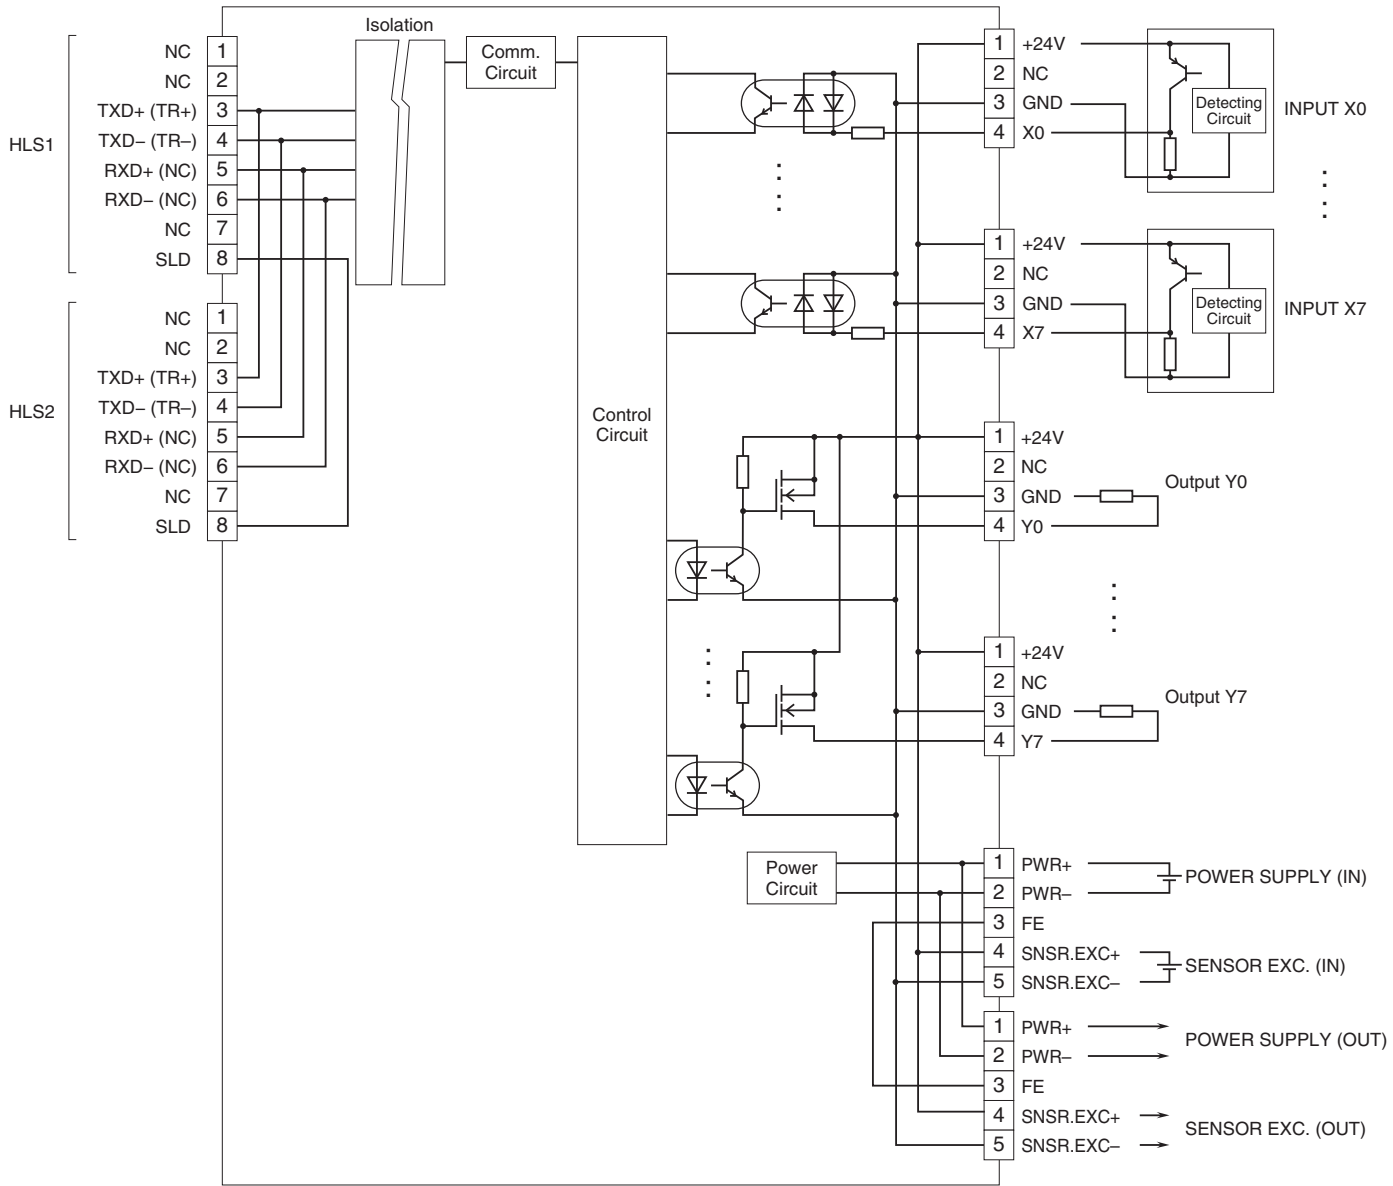 Isolation
HLS1
NC 1
NC 2
TXD+ (TR+) 3
TXD– (TR–) 4
RXD+ (NC) 5
RXD– (NC) 6
NC 7
SLD 8
HLS2
NC 1
NC 2
TXD+ (TR+) 3
TXD– (TR–) 4
RXD+ (NC) 5
RXD– (NC) 6
NC 7
SLD 8
Comm.
Circuit
Control
Circuit
Power
Circuit
1 +24V
2 NC
3 GND
4 X0
Detecting
Circuit
INPUT X0
1 +24V
2 NC
3 GND
4 X7
Detecting
Circuit
INPUT X7
1 +24V
2 NC
3 GND
4 Y0
Output Y0
1 +24V
2 NC
3 GND
4 Y7
Output Y7
1 PWR+
2 PWR–
POWER SUPPLY (IN)
3 FE
4 SNSR.EXC+
5 SNSR.EXC–
SENSOR EXC. (IN)
1 PWR+
2 PWR–
POWER SUPPLY (OUT)
3 FE
4 SNSR.EXC+
5 SNSR.EXC–
SENSOR EXC. (OUT)